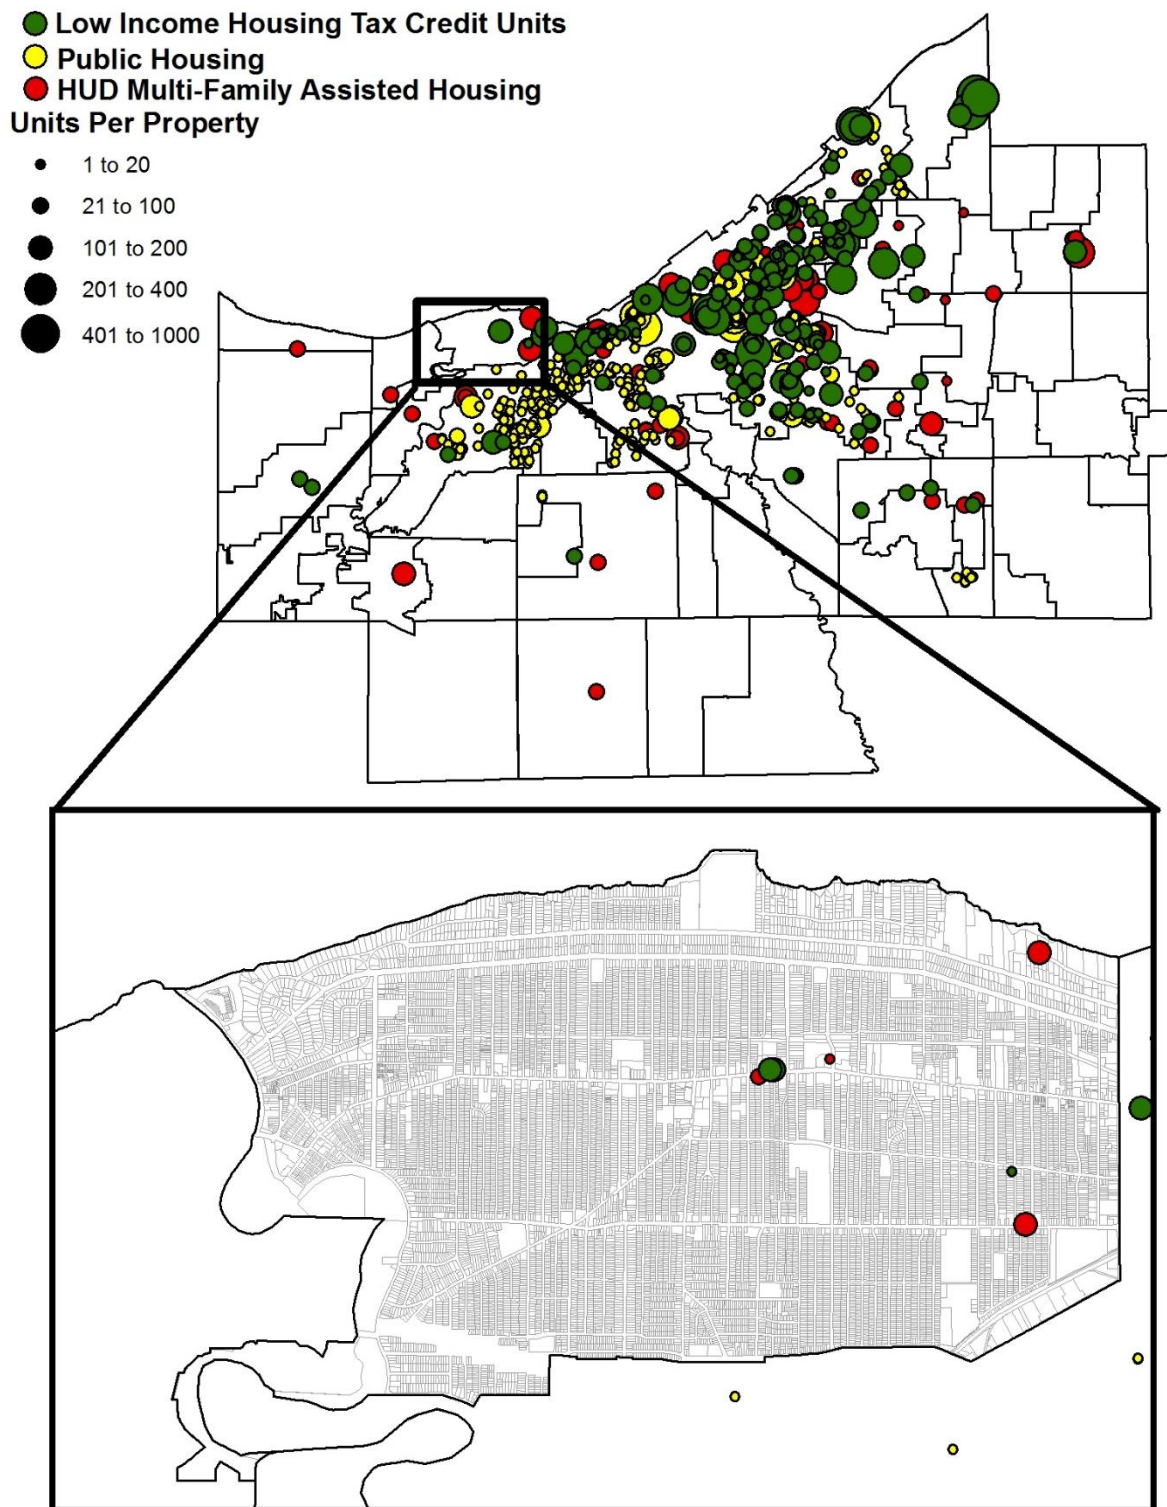 Low Income Housing Tax Credit Units
Public Housing
HUD Multi-Family Assisted Housing
Units Per Property
1 to 20
21 to 100
101 to 200
201 to 400
401 to 1000